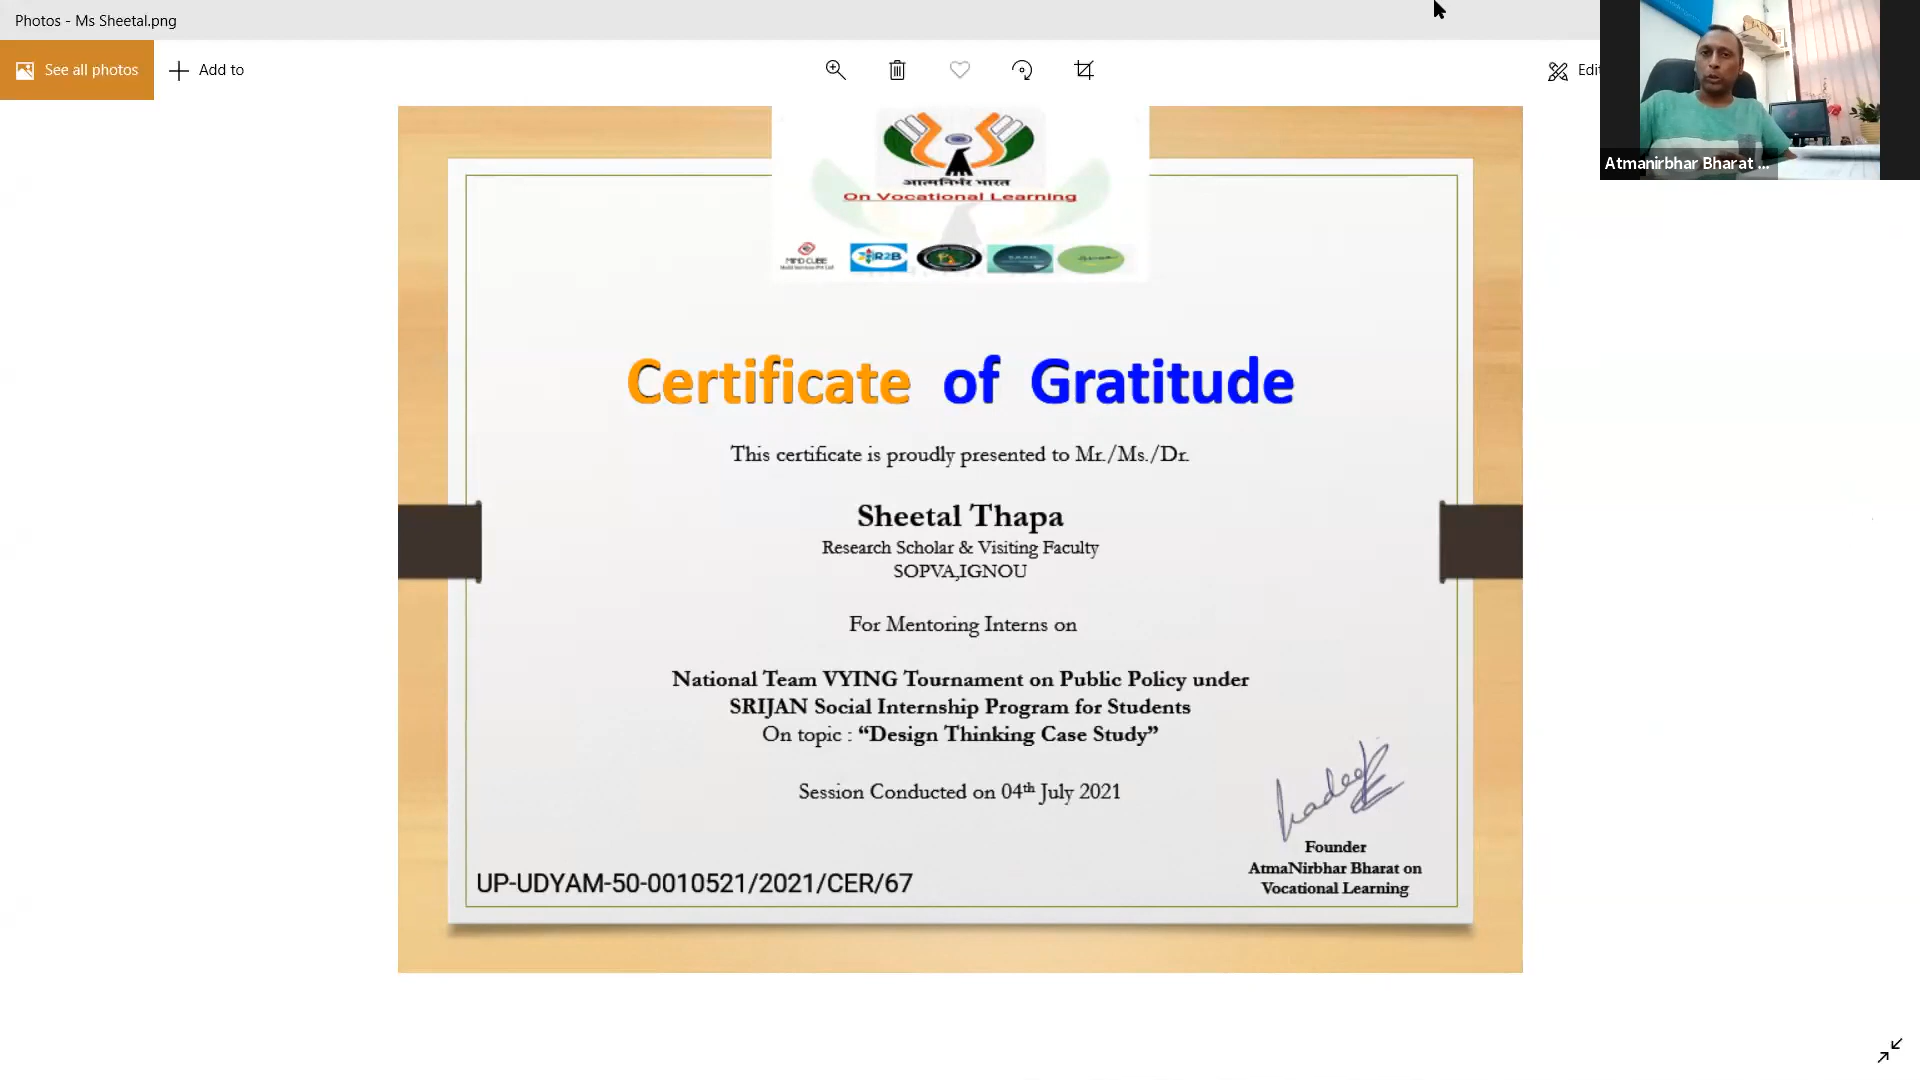 Photos - Ms Sheetal.png
See all photos
Add to
Atmanirbhar Bharat ...
आत्मनिर्भर भारत
On Vocational Learning
MIND CUBE
R2B
Certificate of Gratitude
This certificate is proudly presented to Mr./Ms./Dr.
Sheetal Thapa
Research Scholar & Visiting Faculty
SOPVA,IGNOU
For Mentoring Interns on
National Team VYING Tournament on Public Policy under
SRIJAN Social Internship Program for Students
On topic : “Design Thinking Case Study”
Session Conducted on 04th July 2021
Founder
AtmaNirbhar Bharat on
Vocational Learning
UP-UDYAM-50-0010521/2021/CER/67